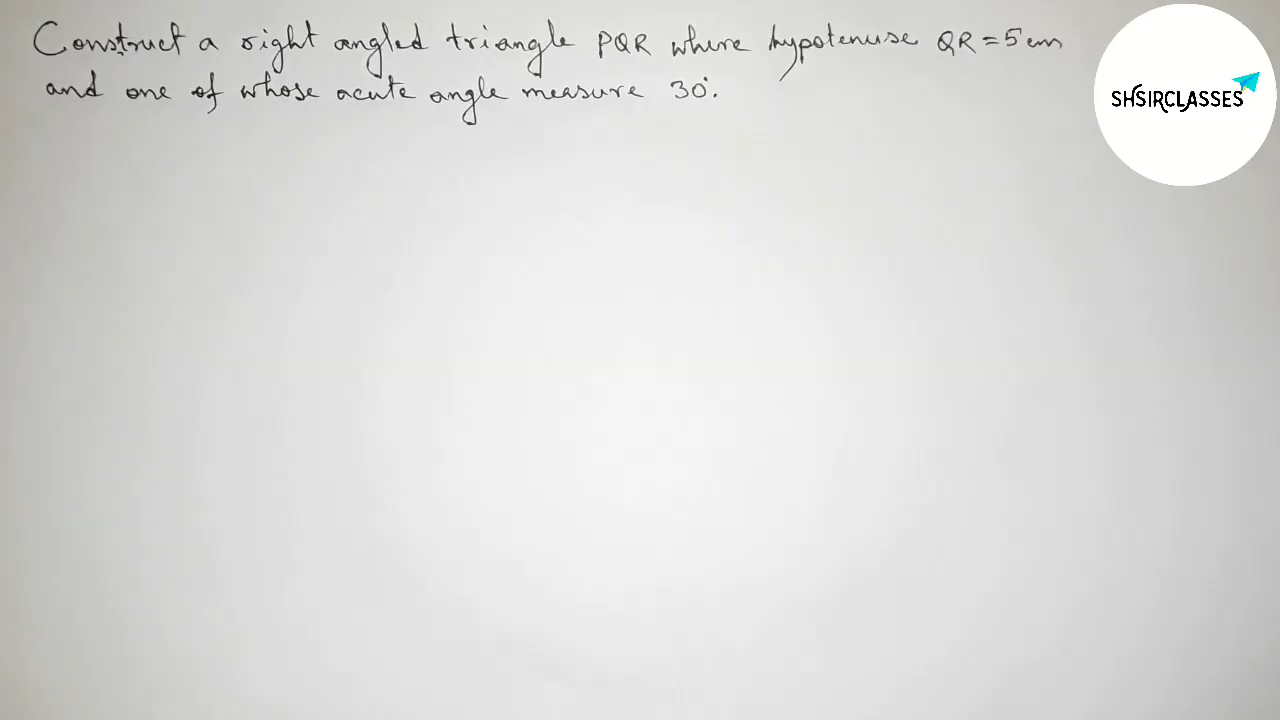 Construct a right angled triangle PQR where hypotenuse QR = 5 cm
and one of whose acute angle measure 30°.
SHSIRCLASSES